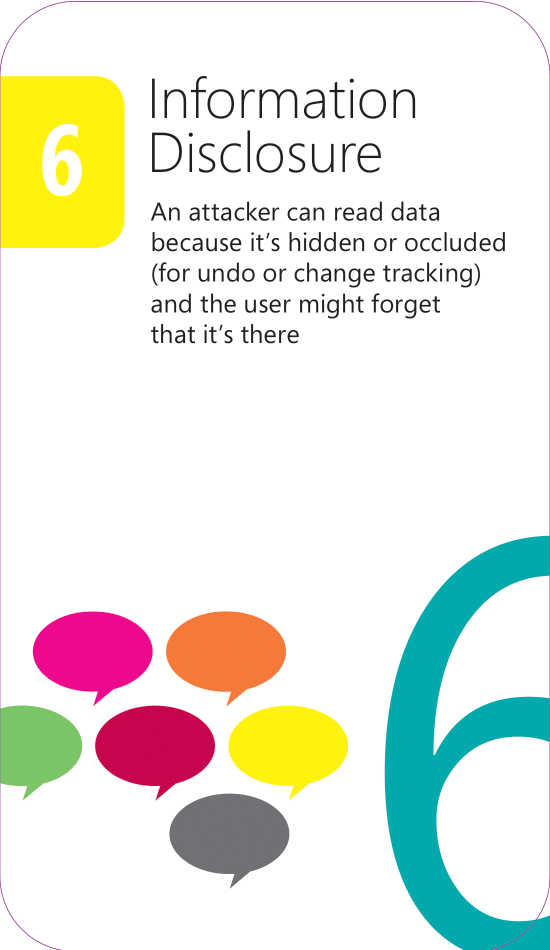 6
Information
Disclosure
An attacker can read data
because it’s hidden or occluded
(for undo or change tracking)
and the user might forget
that it’s there
6